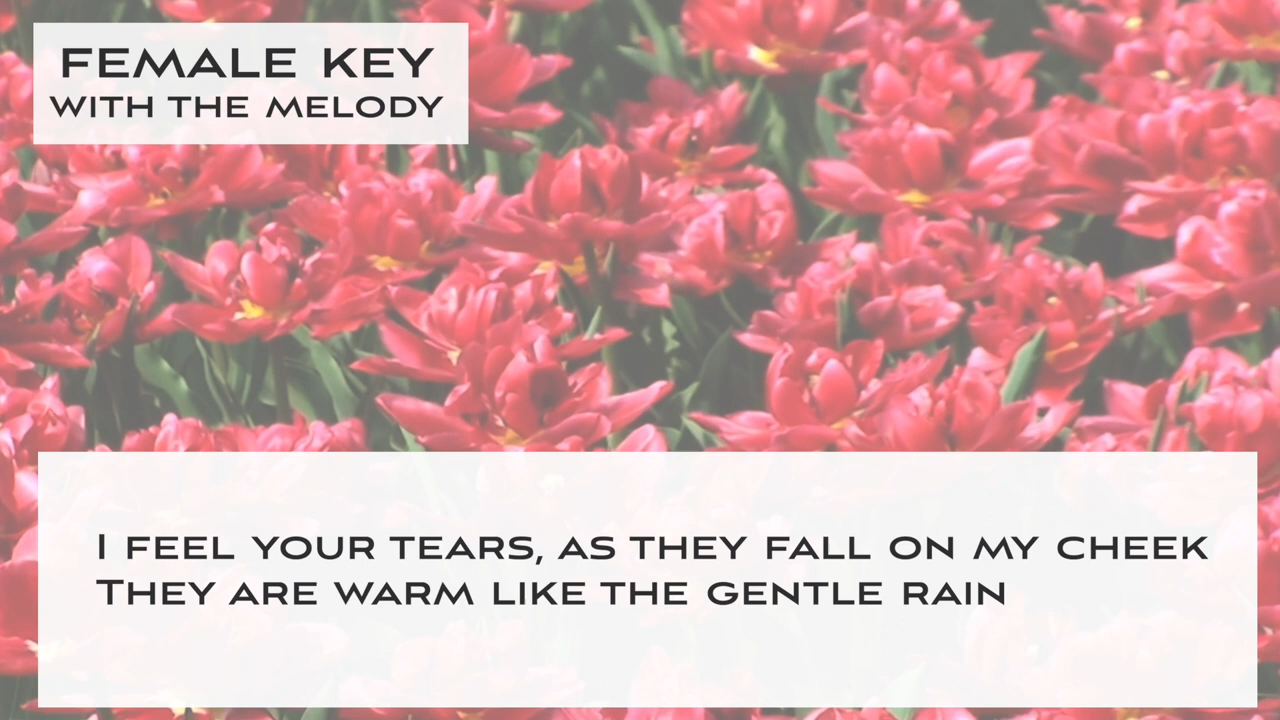 FEMALE KEY
WITH THE MELODY
I FEEL YOUR TEARS, AS THEY FALL ON MY CHEEK
THEY ARE WARM LIKE THE GENTLE RAIN